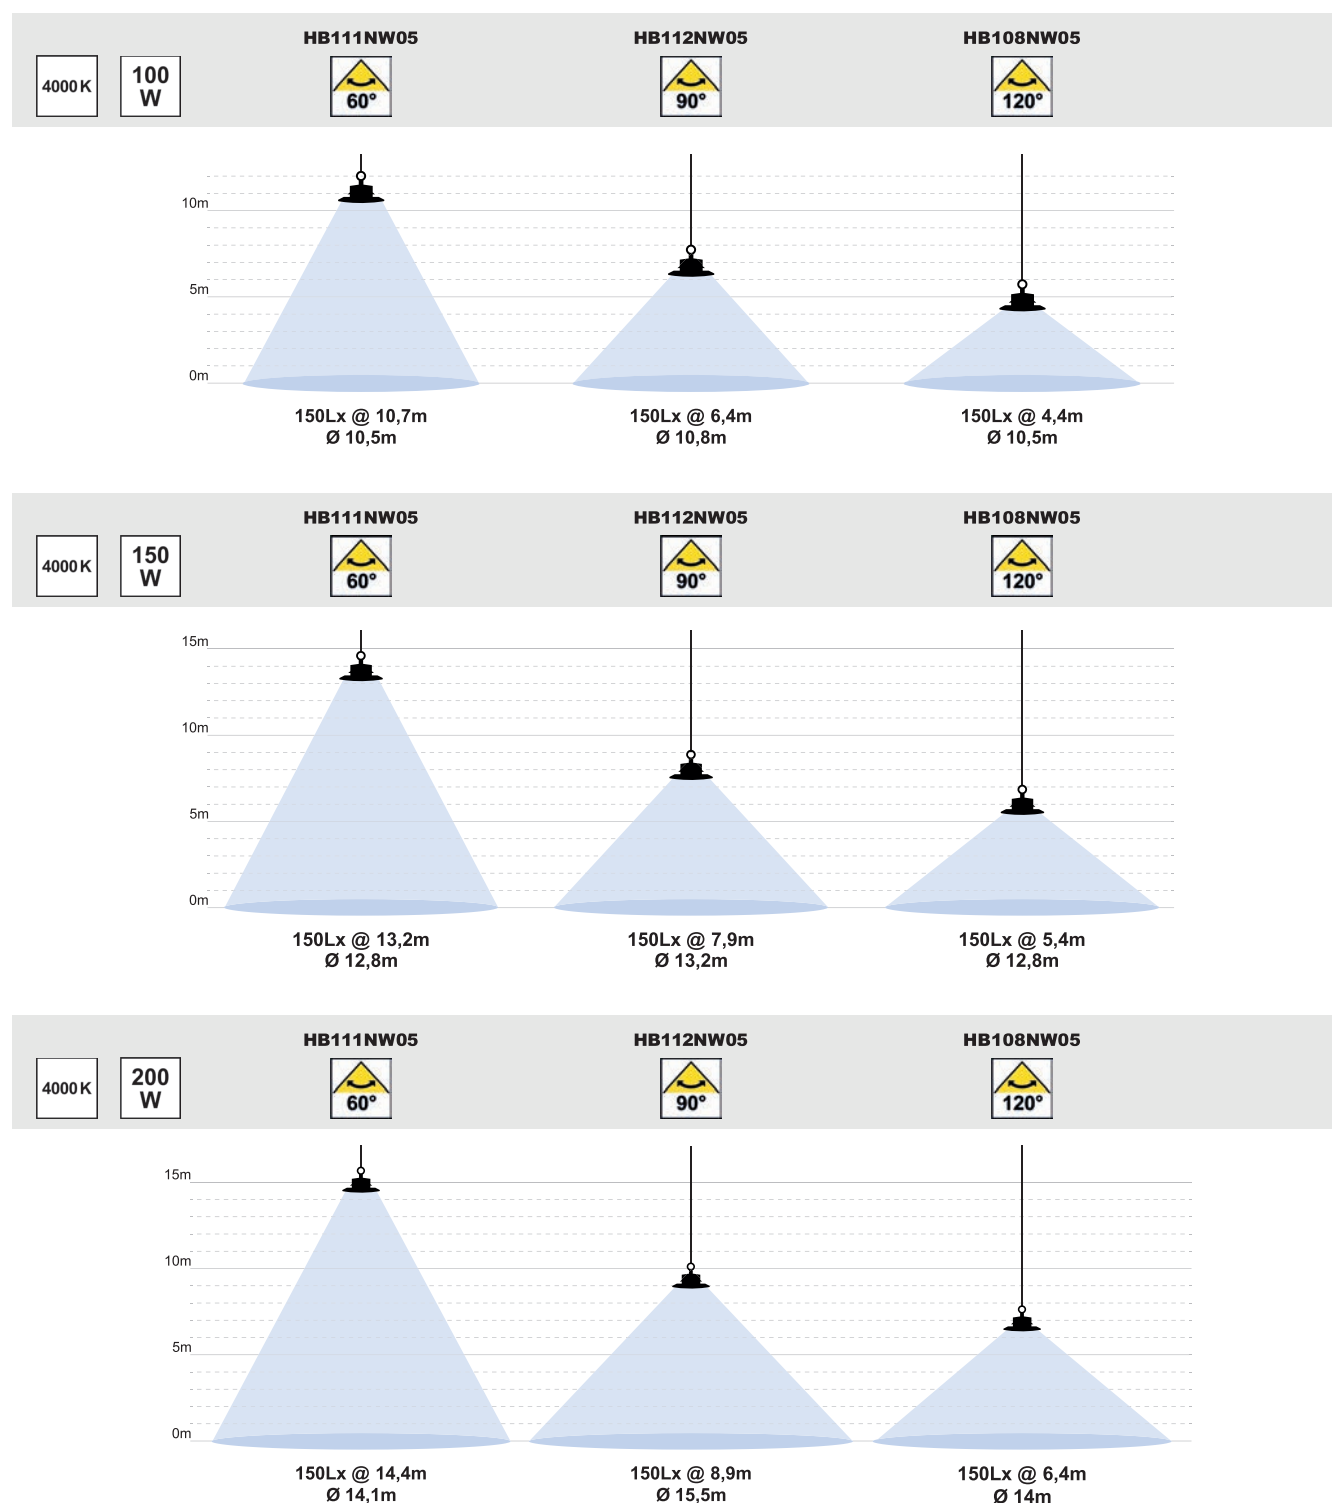 HB111NW05 HB112NW05 HB108NW05
4000K 100 60° 90° 120°
W
10m
5m
0m
150Lx @ 10,7m 150Lx @ 6,4m 150Lx @ 4,4m
Ø 10,5m Ø 10,8m Ø 10,5m
HB111NW05 HB112NW05 HB108NW05
4000K 150 60° 90° 120°
W
15m
10m
5m
0m
150Lx @ 13,2m 150Lx @ 7,9m 150Lx @ 5,4m
Ø 12,8m Ø 13,2m Ø 12,8m
HB111NW05 HB112NW05 HB108NW05
4000K 200 60° 90° 120°
W
15m
10m
5m
0m
150Lx @ 14,4m 150Lx @ 8,9m 150Lx @ 6,4m
Ø 14,1m Ø 15,5m Ø 14m